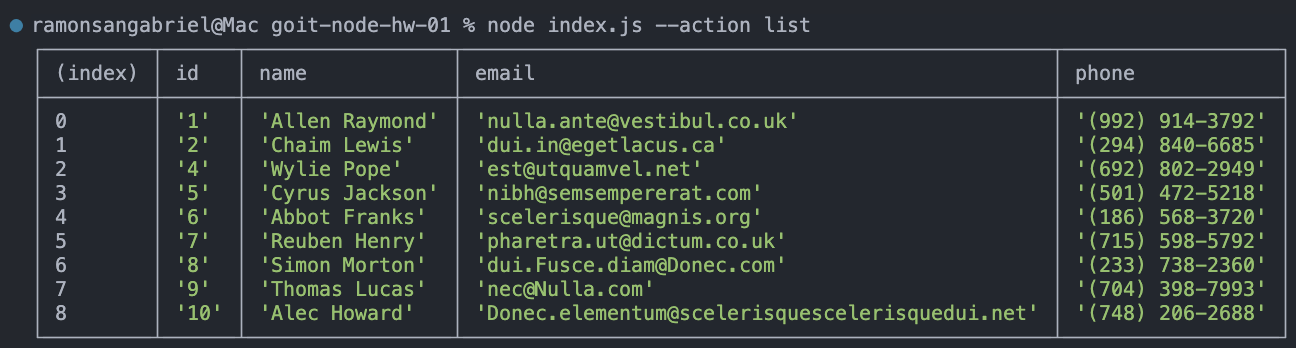 ramonsangabriel@Mac goit-node-hw-01 % node index.js --action list
(index) id name email phone
0 '1' 'Allen Raymond' 'nulla.ante@vestibul.co.uk' '(992) 914-3792'
1 '2' 'Chaim Lewis' 'dui.in@egetlacus.ca' '(294) 840-6685'
2 '4' 'Wylie Pope' 'est@utquamvel.net' '(692) 802-2949'
3 '5' 'Cyrus Jackson' 'nibh@semsempererat.com' '(501) 472-5218'
4 '6' 'Abbot Franks' 'scelerisque@magnis.org' '(186) 568-3720'
5 '7' 'Reuben Henry' 'pharetra.ut@dictum.co.uk' '(715) 598-5792'
6 '8' 'Simon Morton' 'dui.Fusce.diam@Donec.com' '(233) 738-2360'
7 '9' 'Thomas Lucas' 'nec@Nulla.com' '(704) 398-7993'
8 '10' 'Alec Howard' 'Donec.elementum@scelerisquescelerisquedui.net' '(748) 206-2688'